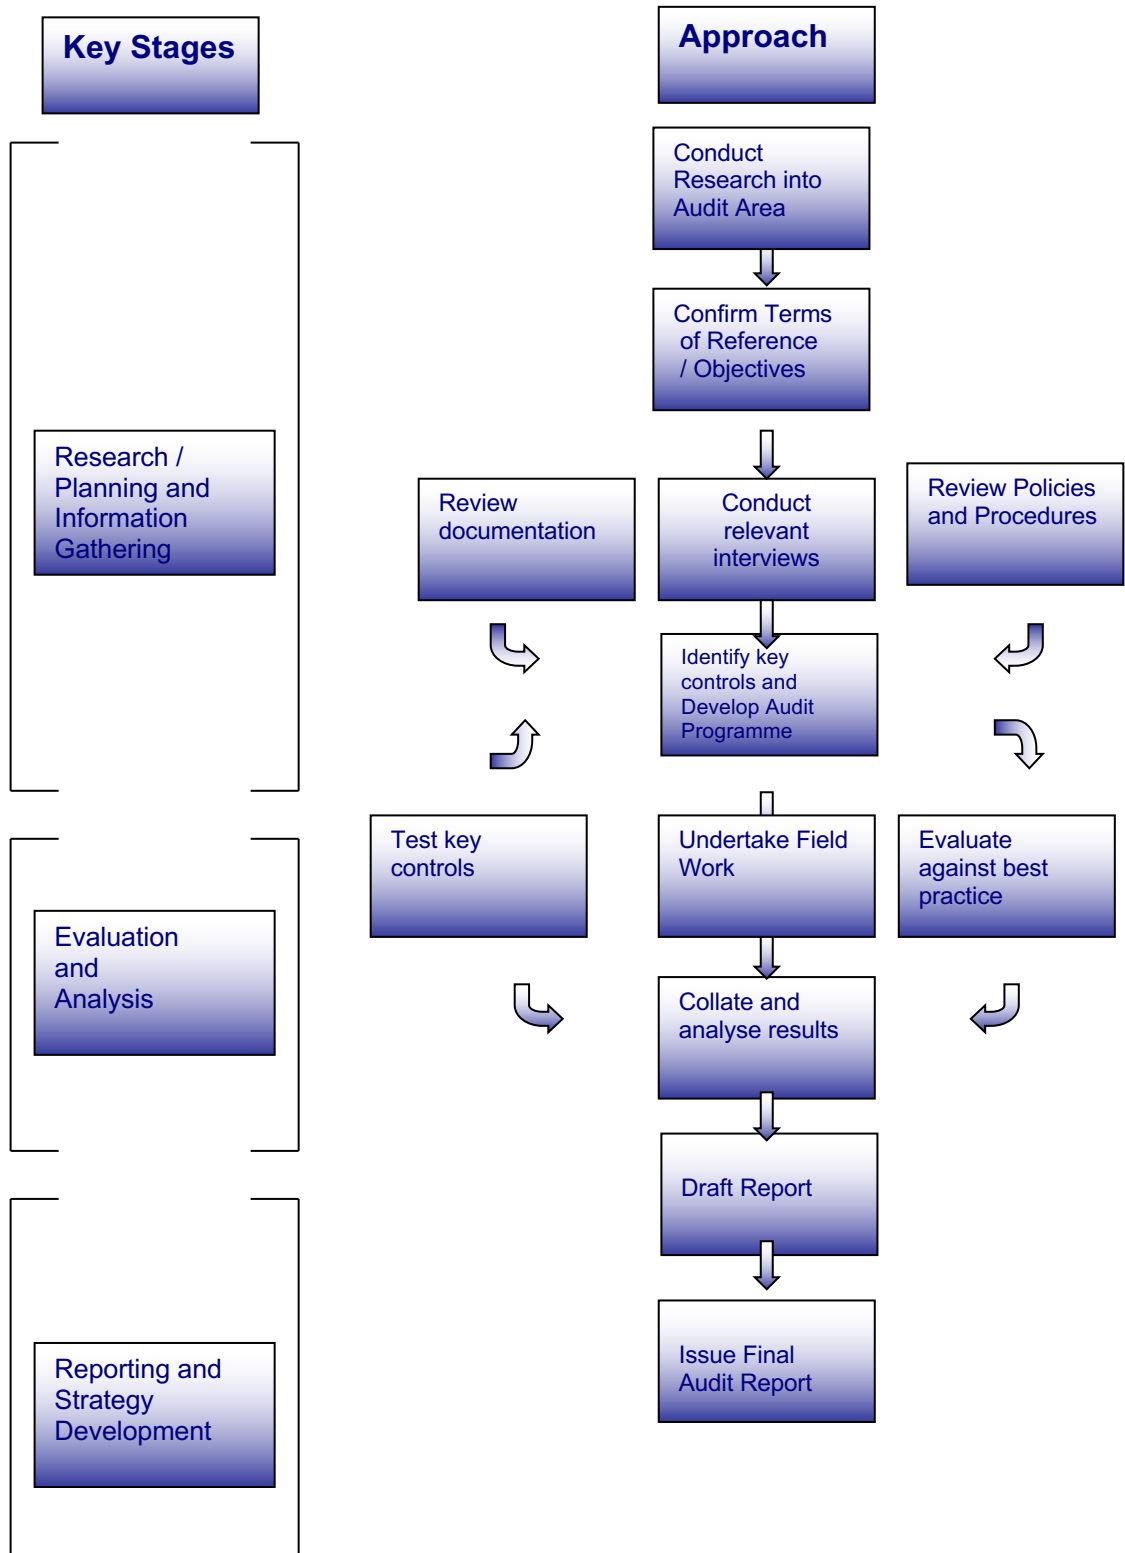 Key Stages
Approach
Conduct
Research into
Audit Area
Confirm Terms
of Reference
/ Objectives
Research /
Planning and
Information
Gathering
Review
documentation
Conduct
relevant
interviews
Review Policies
and Procedures
Identify key
controls and
Develop Audit
Programme
Test key
controls
Undertake Field
Work
Evaluate
against best
practice
Evaluation
and
Analysis
Collate and
analyse results
Draft Report
Issue Final
Audit Report
Reporting and
Strategy
Development